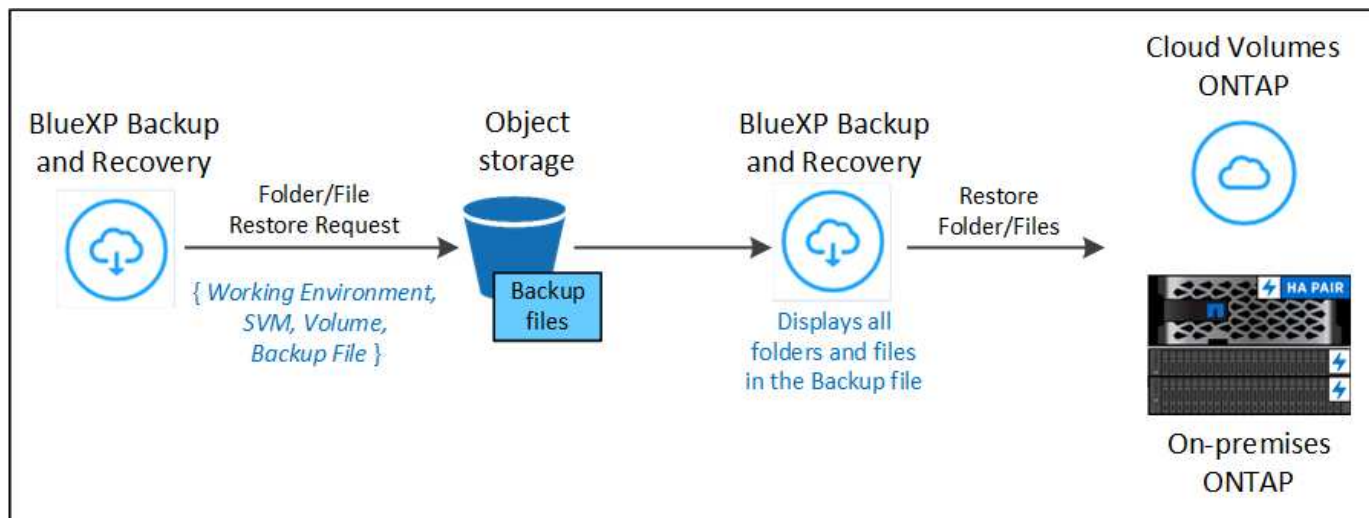 BlueXP Backup
and Recovery
Folder/File
Restore Request
{ Working Environment,
SVM, Volume,
Backup File }
Object
storage
Backup
files
BlueXP Backup
and Recovery
Displays all
folders and files
in the Backup file
Restore
Folder/Files
Cloud Volumes
ONTAP
HA PAIR
On-premises
ONTAP